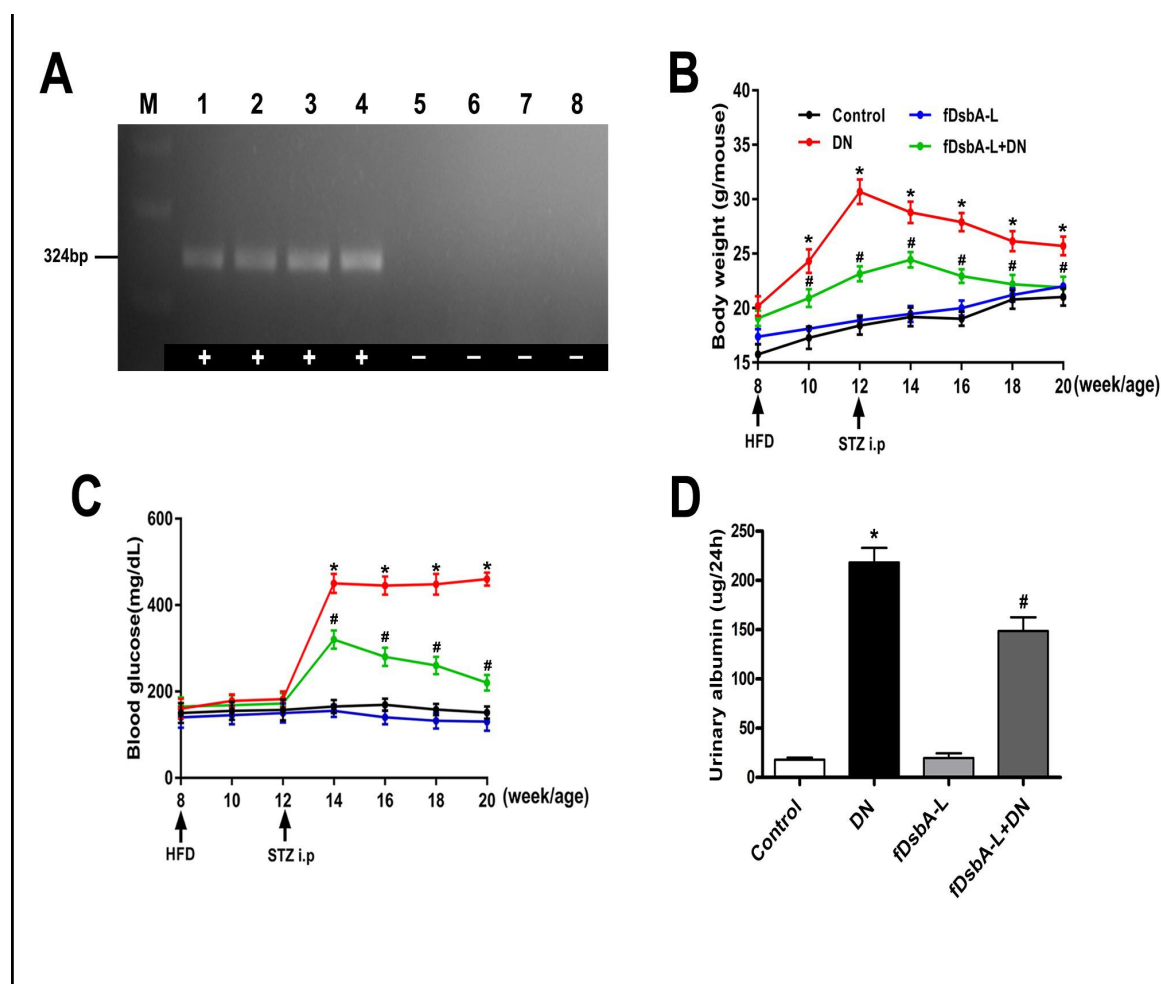 A
M 1 2 3 4 5 6 7 8
324bp
+ + + + − − − −
B
Body weight (g/mouse)
40
35
30
25
20
15
Control
DN
fDsbA-L
fDsbA-L+DN
* * * * * *
# # # # # #
8 10 12 14 16 18 20 (week/age)
HFD
STZ i.p
C
Blood glucose(mg/dL)
600
400
200
0
* * * *
# # # #
8 10 12 14 16 18 20 (week/age)
HFD
STZ i.p
D
Urinary albumin (ug/24h)
250
200
150
100
50
0
*
#
Control
DN
fDsbA-L
fDsbA-L+DN